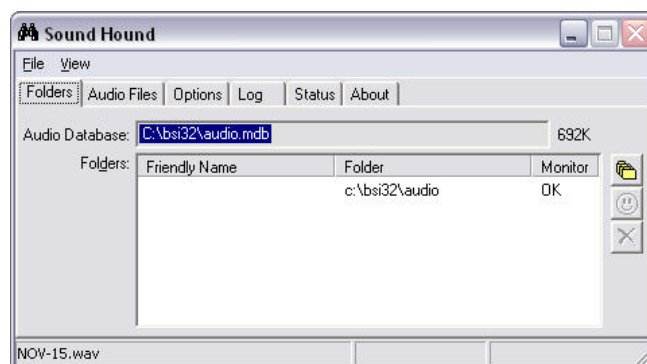 Sound Hound
File View
Folders Audio Files Options Log Status About
Audio Database: C:\bsi32\audio.mdb 692K
Folders: Friendly Name Folder Monitor
c:\bsi32\audio OK
NOV-15.wav